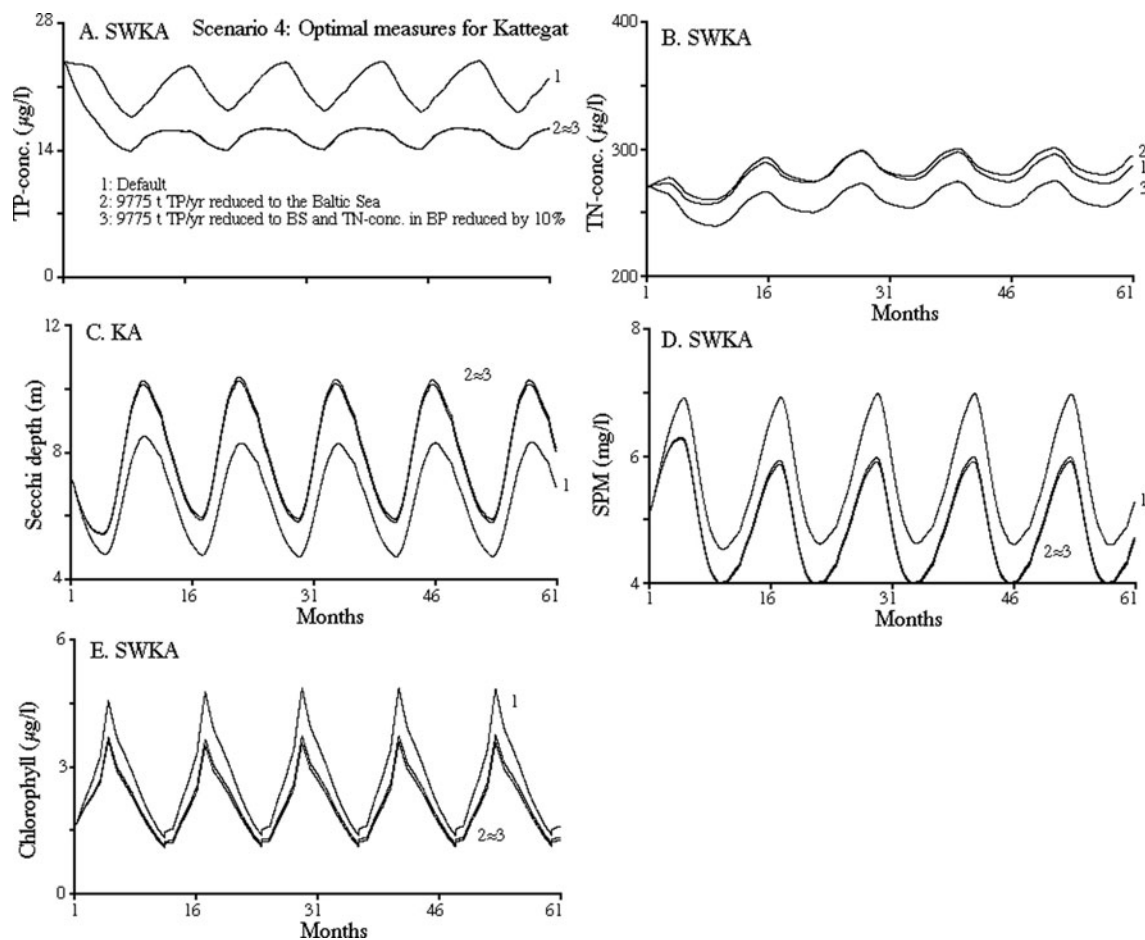 28
A. SWKA Scenario 4: Optimal measures for Kattegat
TP-conc. (µg/l)
14
0
1
2≈3
1: Default
2: 9775 t TP/yr reduced to the Baltic Sea
3: 9775 t TP/yr reduced to BS and TN-conc. in BP reduced by 10%
400
B. SWKA
TN-conc. (µg/l)
300
200
2
1
3
1 16 31 46 61
Months
12
C. KA
Secchi depth (m)
8
4
2≈3
1
1 16 31 46 61
Months
8
D. SWKA
SPM (mg/l)
6
4
1
2≈3
1 16 31 46 61
Months
6
E. SWKA
Chlorophyll (µg/l)
3
0
1
2≈3
1 16 31 46 61
Months